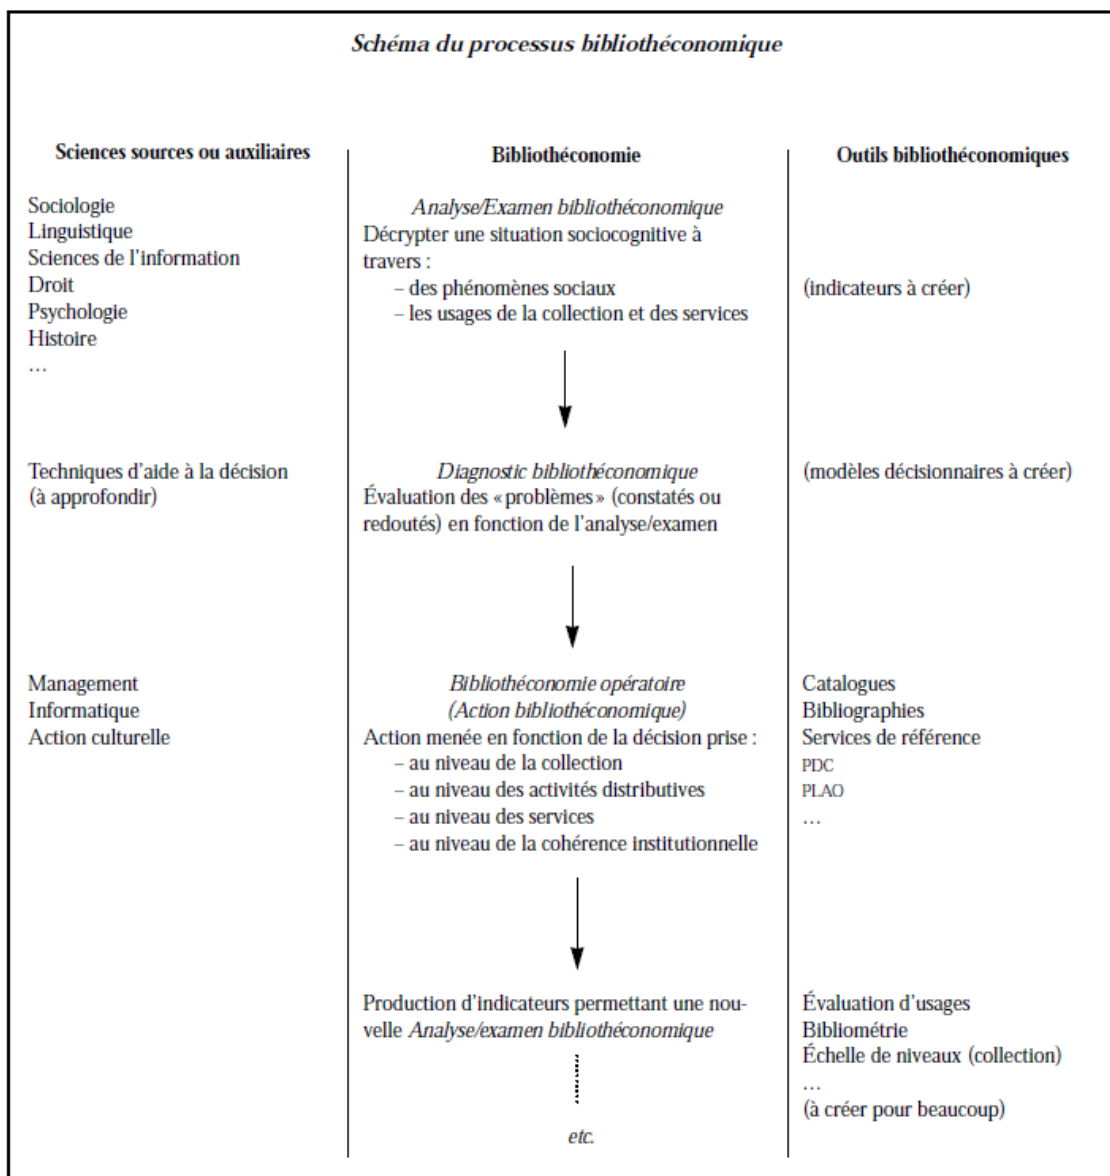 Schéma du processus bibliothéconomique
Sciences sources ou auxiliaires
Sociologie
Linguistique
Sciences de l'information
Droit
Psychologie
Histoire
…
Techniques d'aide à la décision
(à approfondir)
Management
Informatique
Action culturelle
Bibliothéconomie
Analyse/Examen bibliothéconomique
Décrypter une situation sociocognitive à
travers :
– des phénomènes sociaux
– les usages de la collection et des services
Diagnostic bibliothéconomique
Évaluation des « problèmes » (constatés ou
redoutés) en fonction de l'analyse/examen
Bibliothéconomie opératoire
(Action bibliothéconomique)
Action menée en fonction de la décision prise :
– au niveau de la collection
– au niveau des activités distributives
– au niveau des services
– au niveau de la cohérence institutionnelle
Production d'indicateurs permettant une nou-
velle Analyse/examen bibliothéconomique
etc.
Outils bibliothéconomiques
(indicateurs à créer)
(modèles décisionnaires à créer)
Catalogues
Bibliographies
Services de référence
PDC
PLAO
…
Évaluation d'usages
Bibliométrie
Échelle de niveaux (collection)
…
(à créer pour beaucoup)